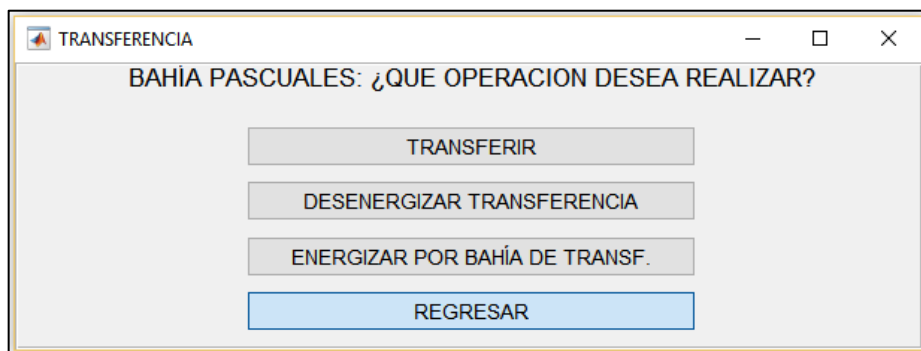 TRANSFERENCIA
BAHÍA PASCUALES: ¿QUE OPERACION DESEA REALIZAR?
TRANSFERIR
DESENERGIZAR TRANSFERENCIA
ENERGIZAR POR BAHÍA DE TRANSF.
REGRESAR